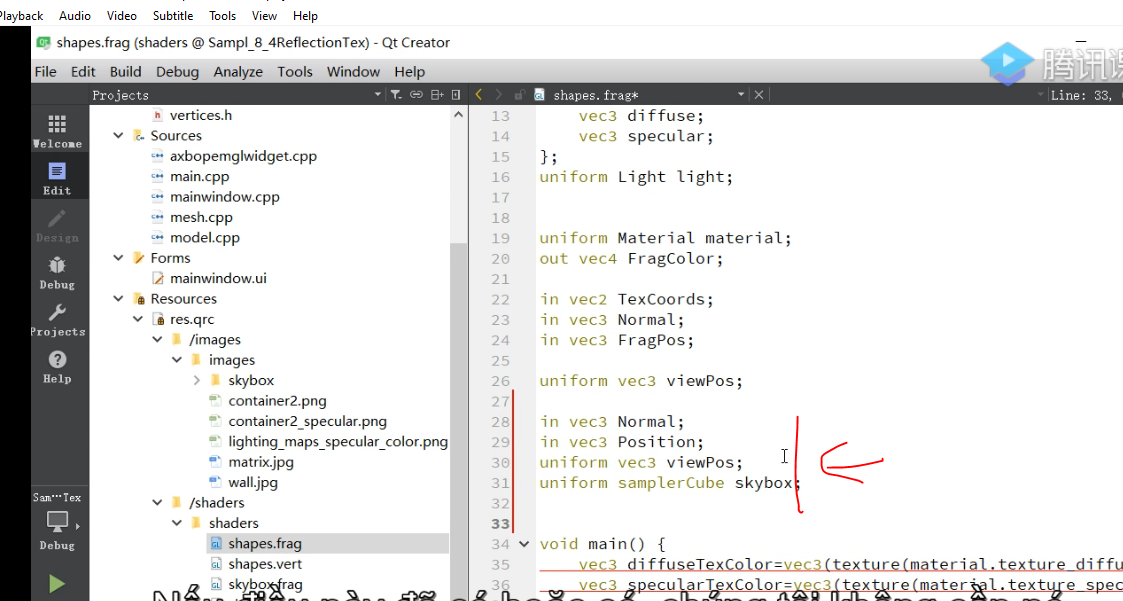 Playback Audio Video Subtitle Tools View Help
shapes.frag (shaders @ Sampl_8_4ReflectionTex) - Qt Creator
腾讯课
File Edit Build Debug Analyze Tools Window Help
Projects
shapes.frag*
Line: 33,
Welcome
Edit
Design
Debug
Projects
Help
Sam···Tex
Debug
vertices.h
Sources
axbopemglwidget.cpp
main.cpp
mainwindow.cpp
mesh.cpp
model.cpp
Forms
mainwindow.ui
Resources
res.qrc
/images
images
skybox
container2.png
container2_specular.png
lighting_maps_specular_color.png
matrix.jpg
wall.jpg
/shaders
shaders
shapes.frag
shapes.vert
skybox.frag
13 vec3 diffuse;
14 vec3 specular;
15 };
16 uniform Light light;
17
18
19 uniform Material material;
20 out vec4 FragColor;
21
22 in vec2 TexCoords;
23 in vec3 Normal;
24 in vec3 FragPos;
25
26 uniform vec3 viewPos;
27
28 in vec3 Normal;
29 in vec3 Position;
30 uniform vec3 viewPos;
31 uniform samplerCube skybox;
32
33
34 void main() {
35 vec3 diffuseTexColor=vec3(texture(material.texture_diffu
36 vec3 specularTexColor=vec3(texture(material.texture_spec